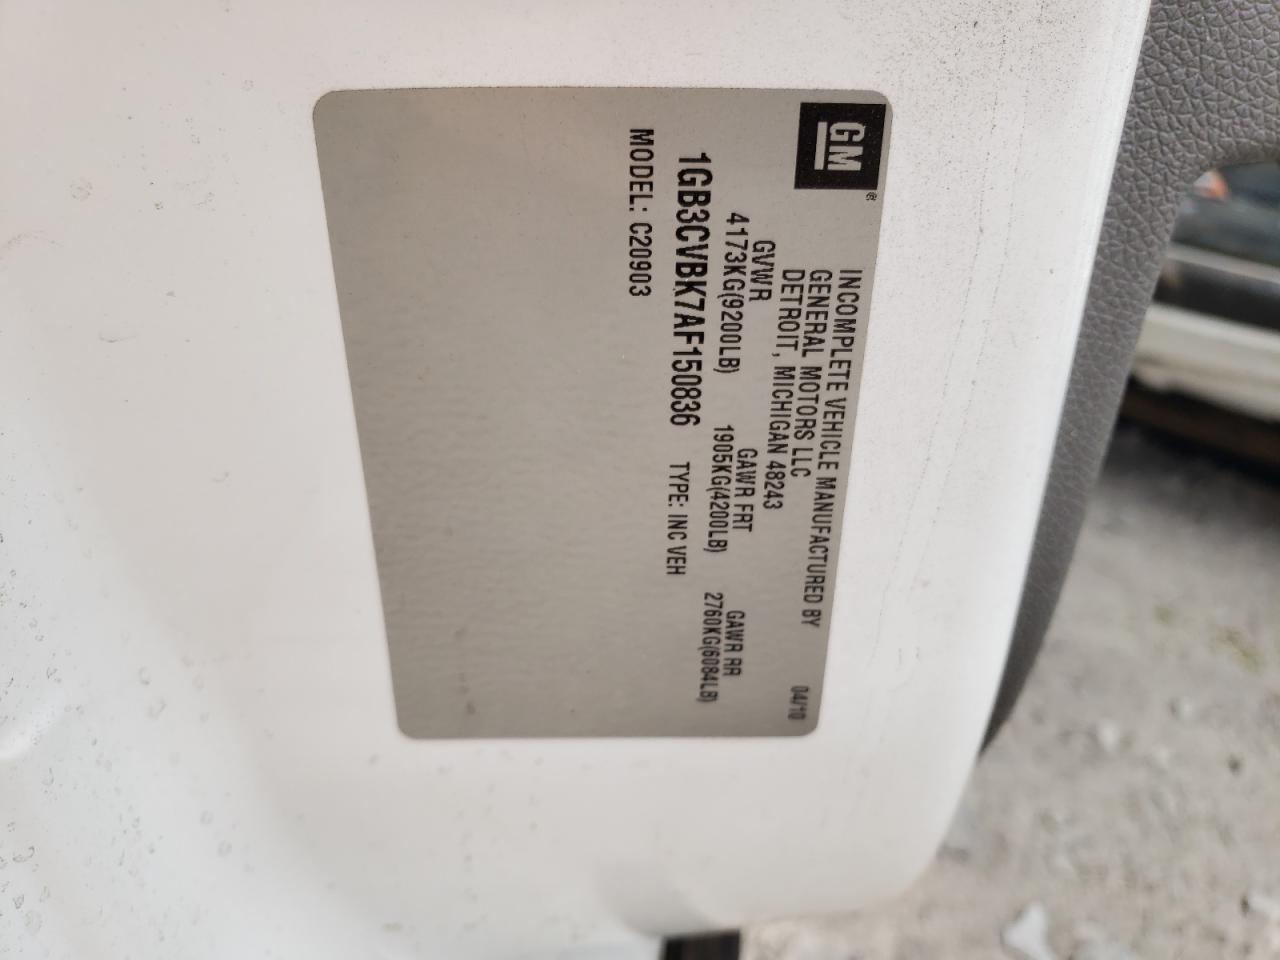 GM®
INCOMPLETE VEHICLE MANUFACTURED BY
GENERAL MOTORS LLC
DETROIT, MICHIGAN 48243 04/10
GVWR GAWR FRT GAWR RR
4173KG(9200LB) 1905KG(4200LB) 2760KG(6084LB)
1GB3CVBK7AF150836 TYPE: INC VEH
MODEL: C20903